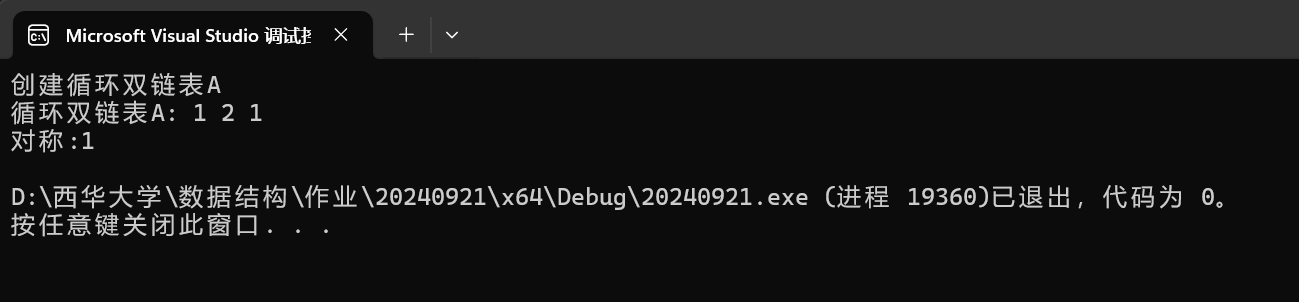 Microsoft Visual Studio 调试控
创建循环双链表A
循环双链表A: 1 2 1
对称:1
D:\西华大学\数据结构\作业\20240921\x64\Debug\20240921.exe (进程 19360)已退出，代码为 0。
按任意键关闭此窗口. . .